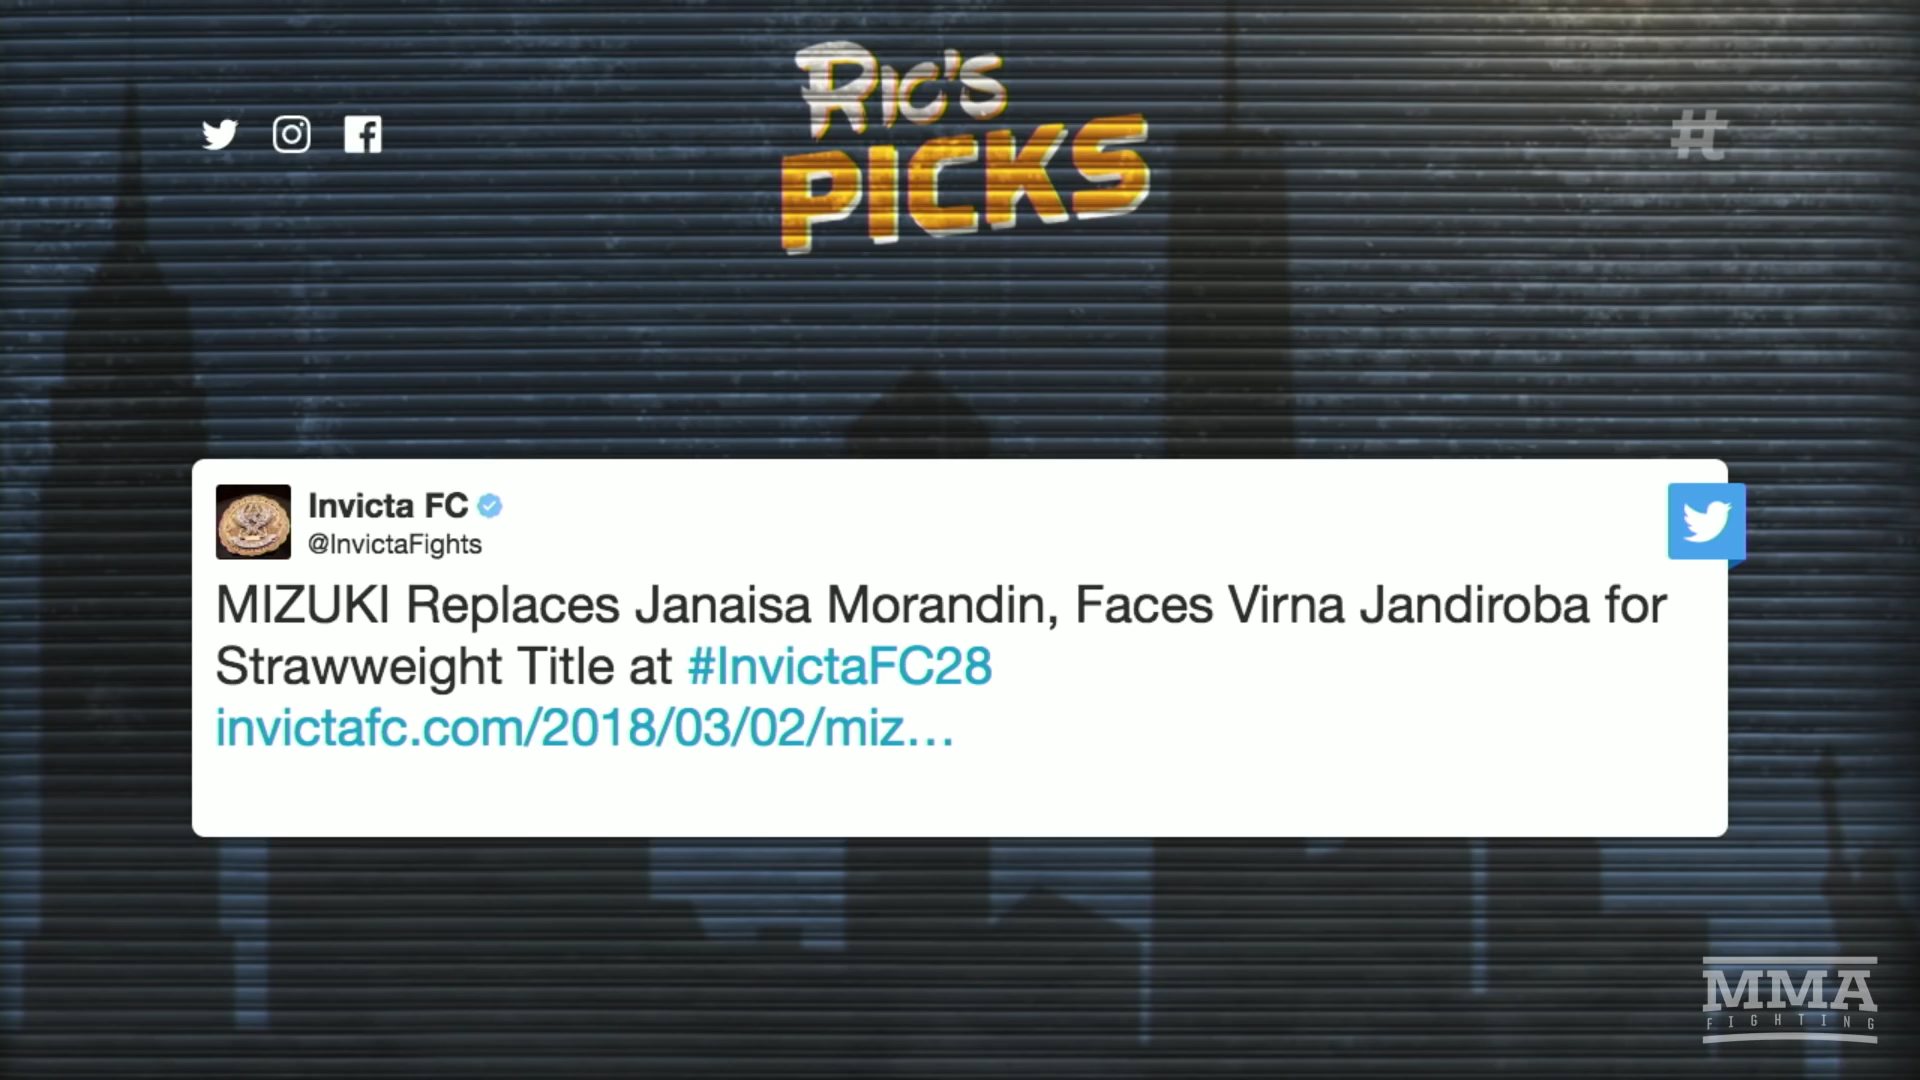 Ric's
PICKS
#
Invicta FC
@InvictaFights
MIZUKI Replaces Janaisa Morandin, Faces Virna Jandiroba for
Strawweight Title at #InvictaFC28
invictafc.com/2018/03/02/miz…
MMA
FIGHTING